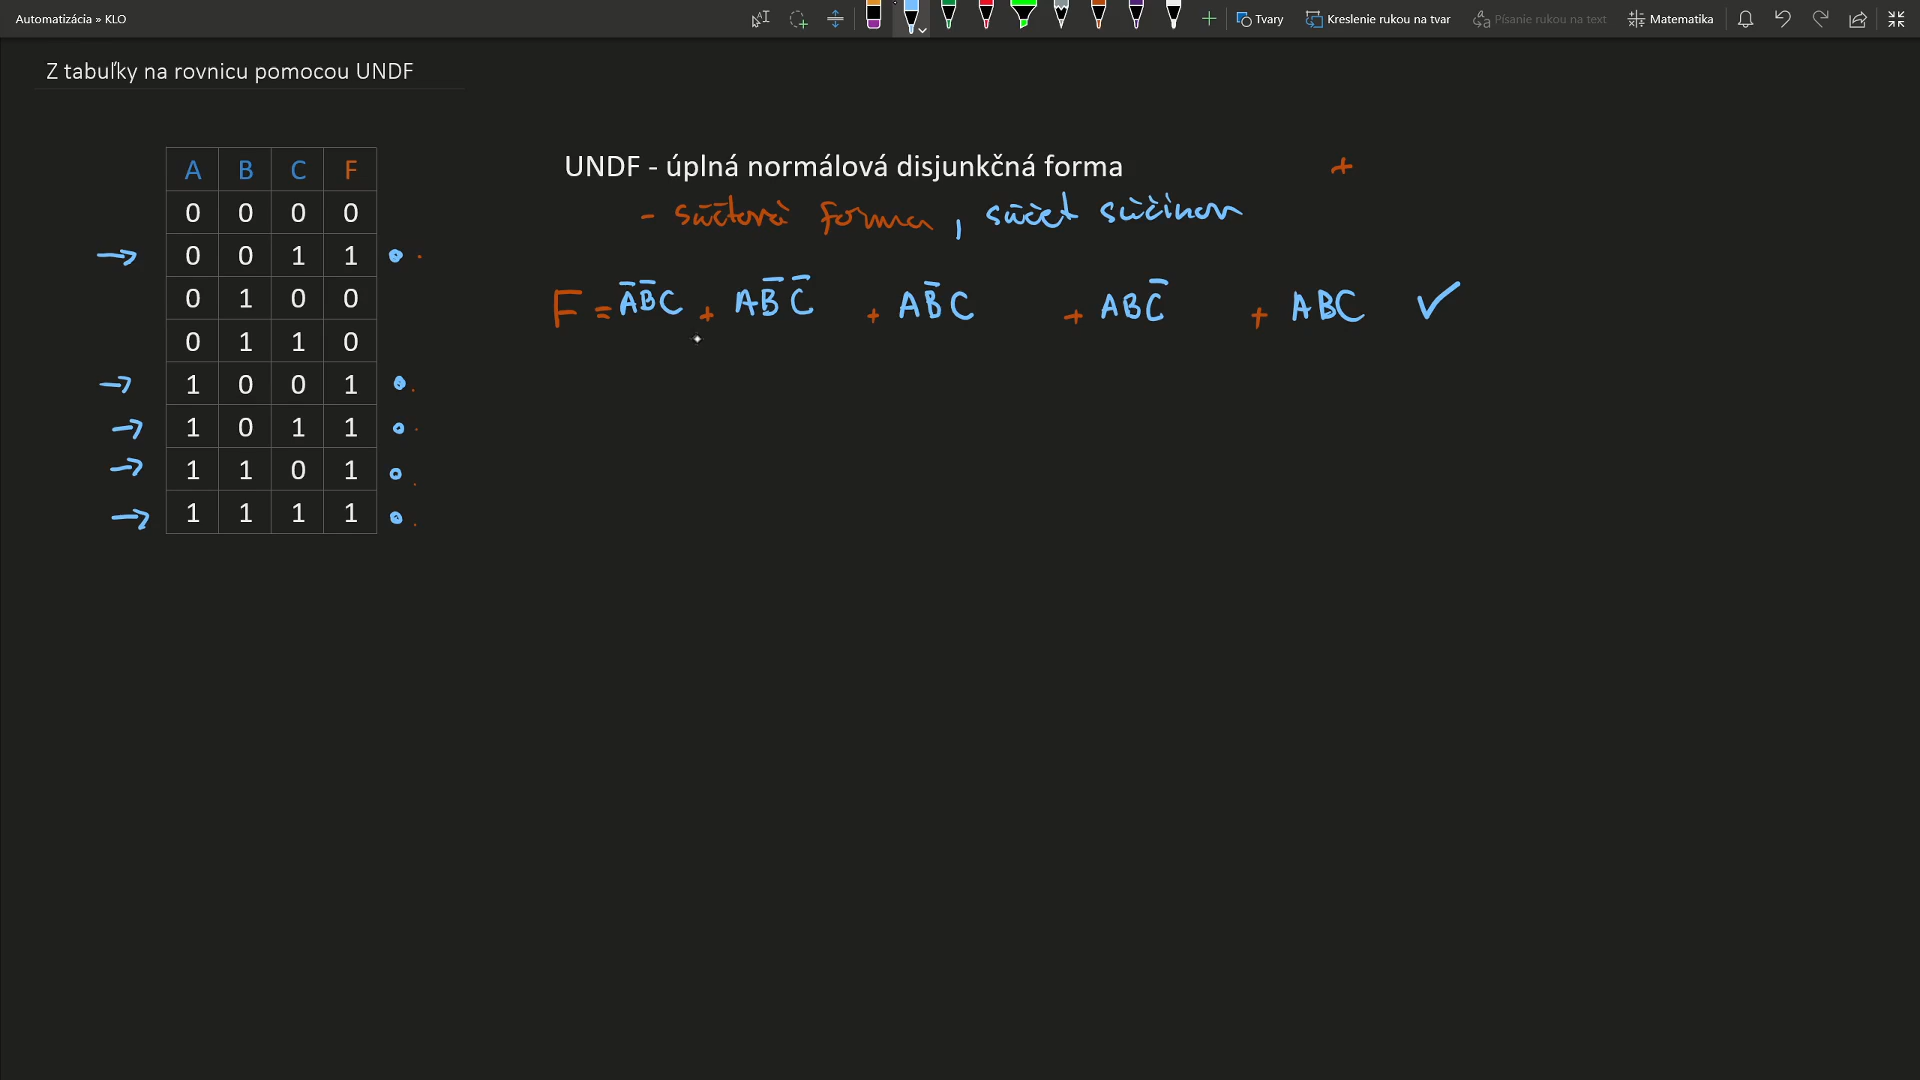 Automatizácia » KLO
Tvary
Kreslenie rukou na tvar
Písanie rukou na text
Matematika
Z tabuľky na rovnicu pomocou UNDF
A B C F
0 0 0 0
0 0 1 1
0 1 0 0
0 1 1 0
1 0 0 1
1 0 1 1
1 1 0 1
1 1 1 1
UNDF - úplná normálová disjunkčná forma +
- súčtová forma, súčet súčinov
F = A̅B̅C + AB̅C̅ + AB̅C + ABC̅ + ABC ✓